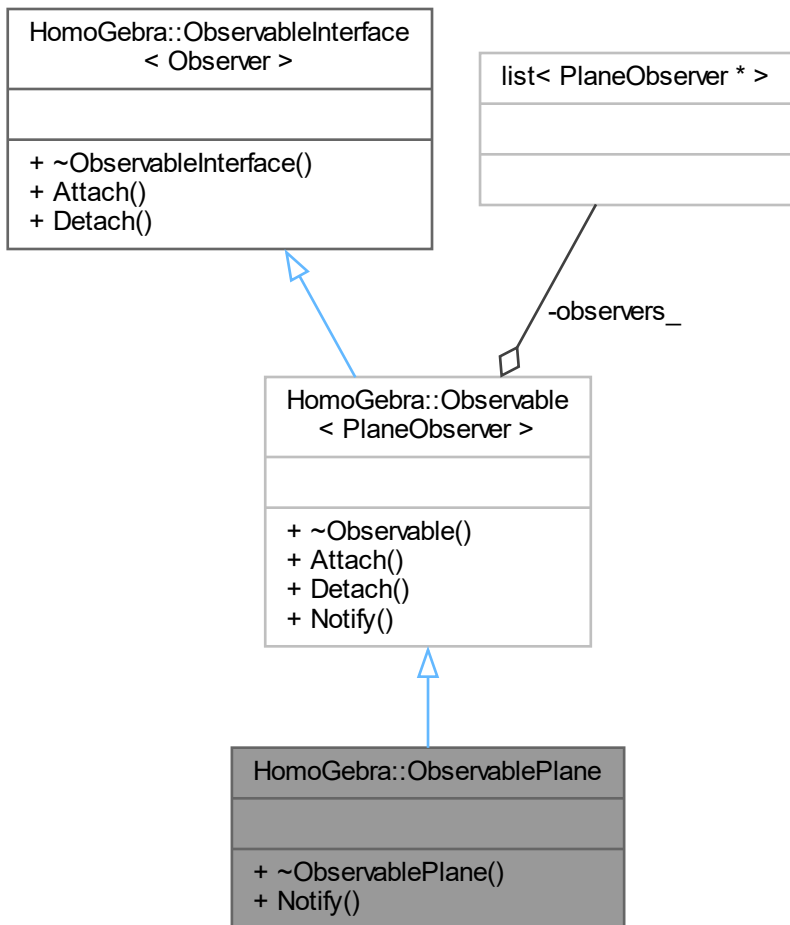 HomoGebra::ObservableInterface
< Observer >
+ ~ObservableInterface()
+ Attach()
+ Detach()
list< PlaneObserver * >
-observers_
HomoGebra::Observable
< PlaneObserver >
+ ~Observable()
+ Attach()
+ Detach()
+ Notify()
HomoGebra::ObservablePlane
+ ~ObservablePlane()
+ Notify()